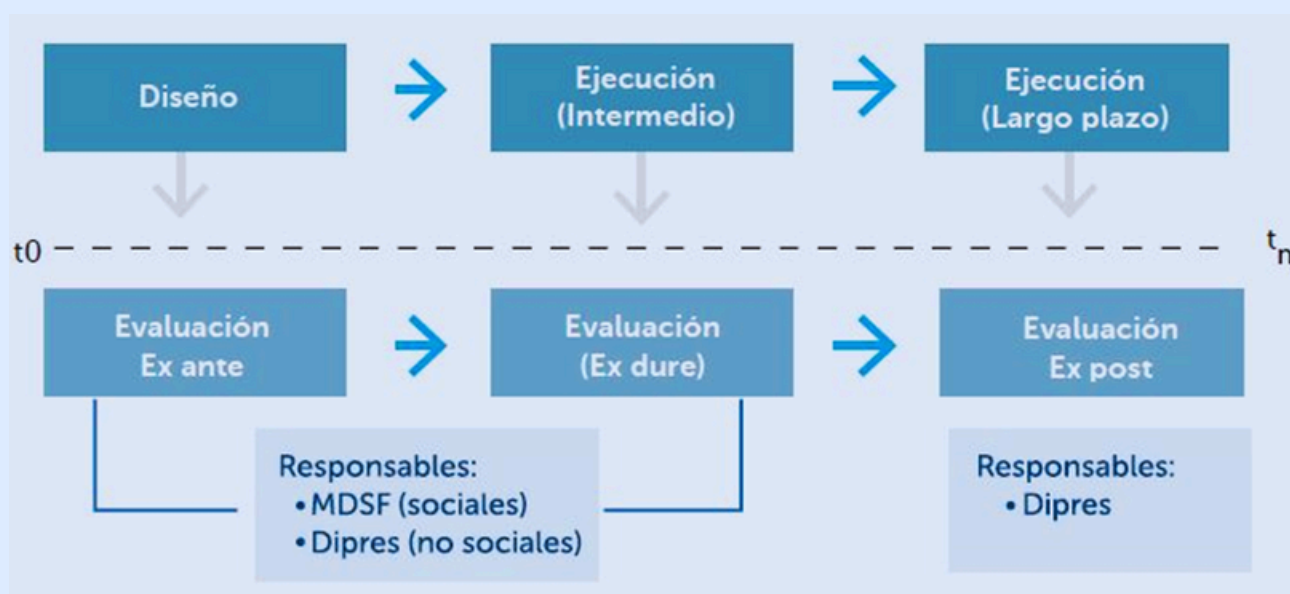 Diseño
Ejecución
(Intermedio)
Ejecución
(Largo plazo)
t0
tn
Evaluación
Ex ante
Evaluación
(Ex dure)
Evaluación
Ex post
Responsables:
• MDSF (sociales)
• Dipres (no sociales)
Responsables:
• Dipres